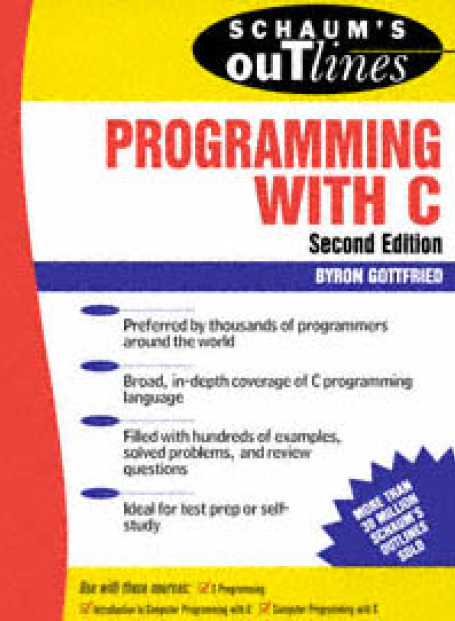 SCHAUM'S
ouTlines
PROGRAMMING
WITH C
Second Edition
BYRON GOTTFRIED
Preferred by thousands of programmers
around the world
Broad, in-depth coverage of C programming
language
Filled with hundreds of examples,
solved problems, and review
questions
Ideal for test prep or self-
study
MORE THAN
30 MILLION
SCHAUM'S
OUTLINES
SOLD
Use with these courses: ☑ C Programming
☑ Introduction to Computer Programming with C ☑ Computer Programming with C